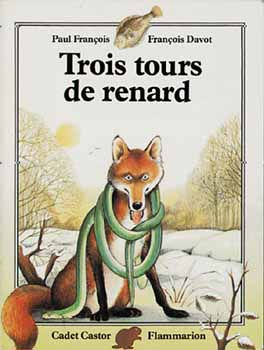 Paul François François Davot
Trois tours
de renard
Cadet Castor Flammarion